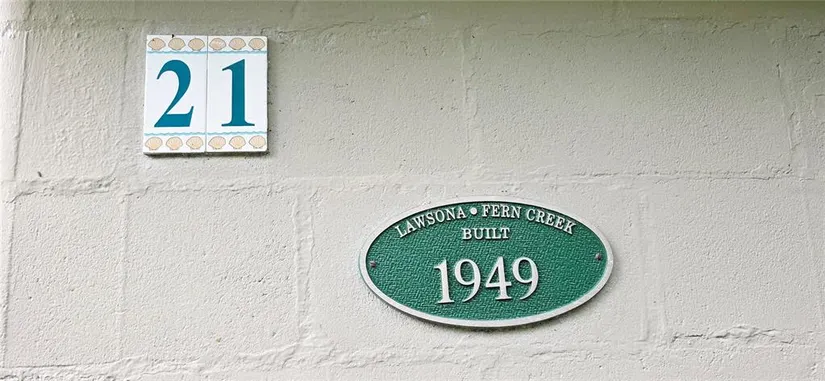 21
LAWSONA • FERN CREEK
BUILT
1949